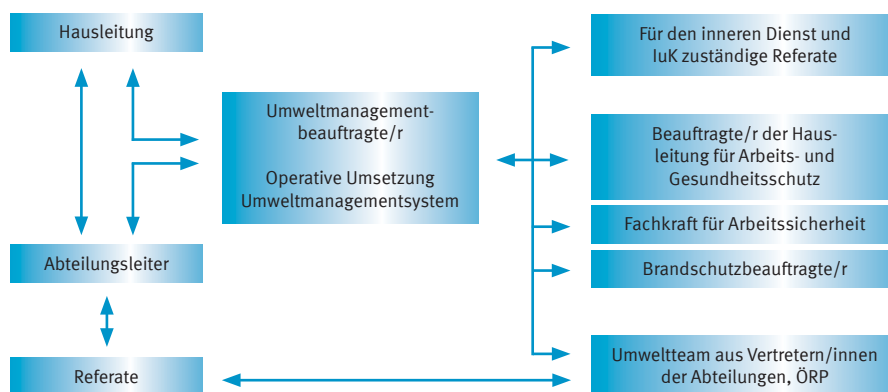 Hausleitung
Umweltmanagement-
beauftragte/r
Operative Umsetzung
Umweltmanagementsystem
Abteilungsleiter
Referate
Für den inneren Dienst und
IuK zuständige Referate
Beauftragte/r der Haus-
leitung für Arbeits- und
Gesundheitsschutz
Fachkraft für Arbeitssicherheit
Brandschutzbeauftragte/r
Umweltteam aus Vertretern/innen
der Abteilungen, ÖRP